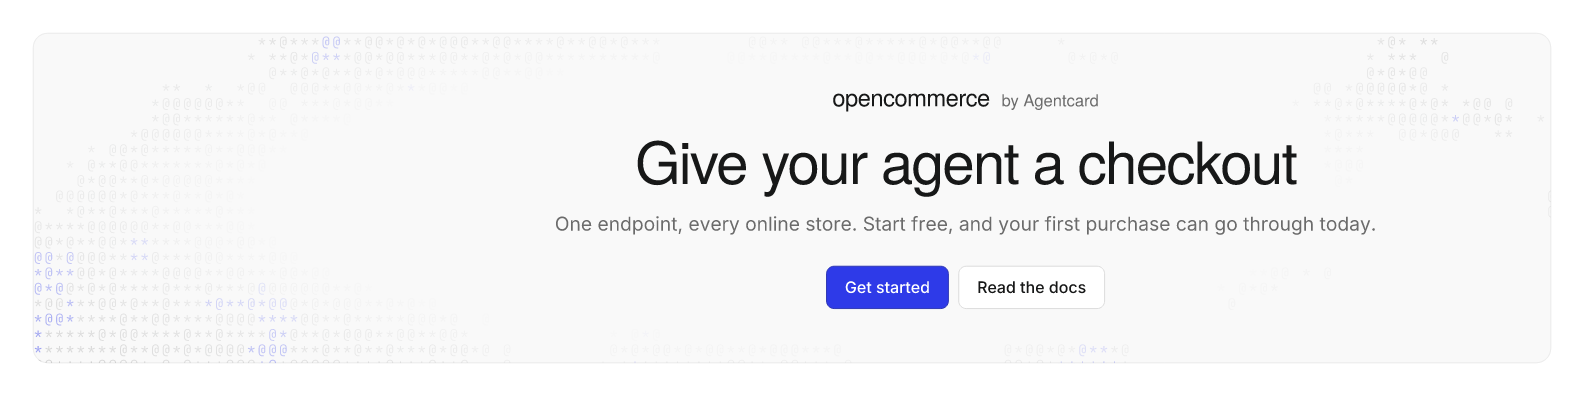 opencommerce by Agentcard
Give your agent a checkout
One endpoint, every online store. Start free, and your first purchase can go through today.
Get started Read the docs